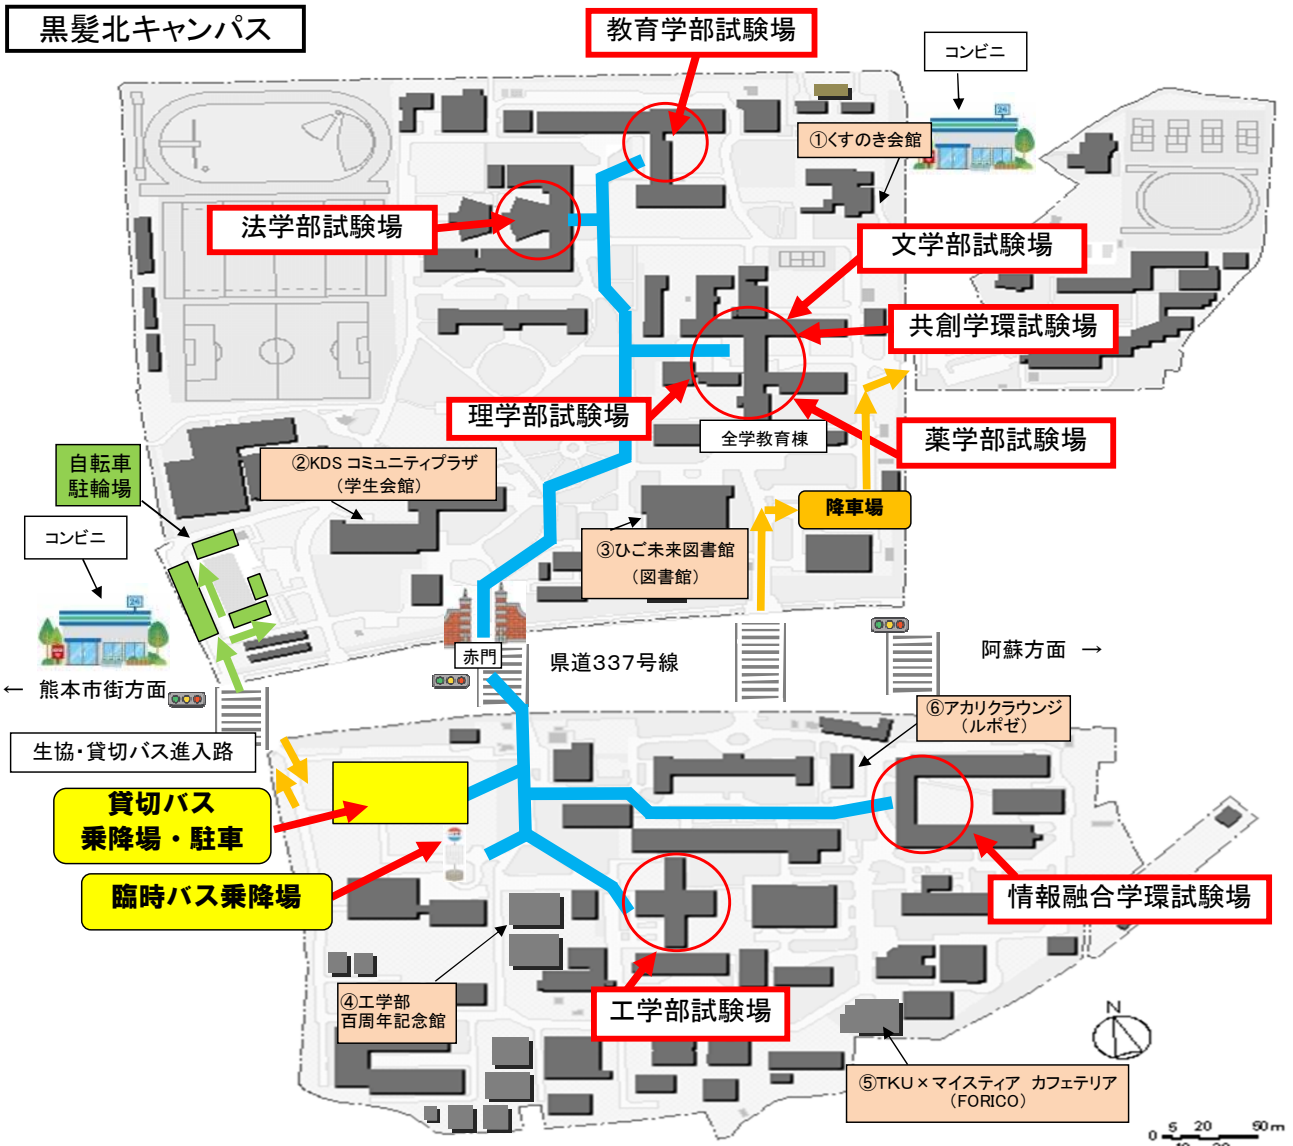 黒髪北キャンパス
教育学部試験場
コンビニ
①くすのき会館
法学部試験場
文学部試験場
共創学環試験場
理学部試験場
全学教育棟
薬学部試験場
自転車
駐輪場
②KDS コミュニティプラザ
(学生会館)
降車場
コンビニ
③ひご未来図書館
(図書館)
赤門
県道337号線
阿蘇方面 →
← 熊本市街方面
⑥アカリクラウンジ
(ルポゼ)
生協・貸切バス進入路
貸切バス
乗降場・駐車
臨時バス乗降場
情報融合学環試験場
④工学部
百周年記念館
工学部試験場
N
⑤TKU×マイスティア カフェテリア
(FORICO)
0 5 20 50m
10 30
24
24